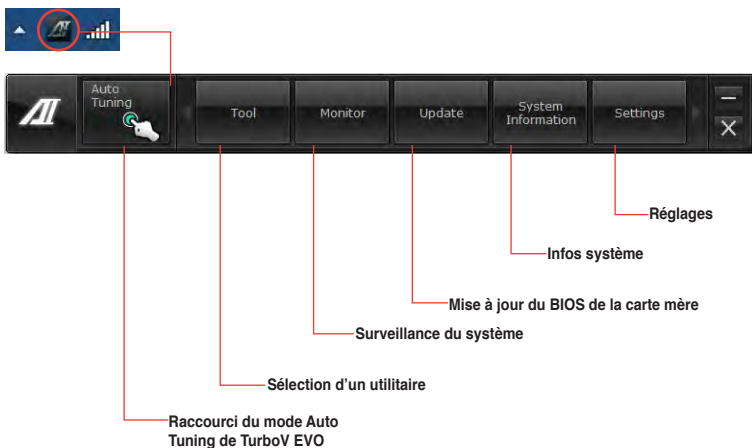 Auto
Tuning
Tool
Monitor
Update
System
Information
Settings
Réglages
Infos système
Mise à jour du BIOS de la carte mère
Surveillance du système
Sélection d'un utilitaire
Raccourci du mode Auto
Tuning de TurboV EVO